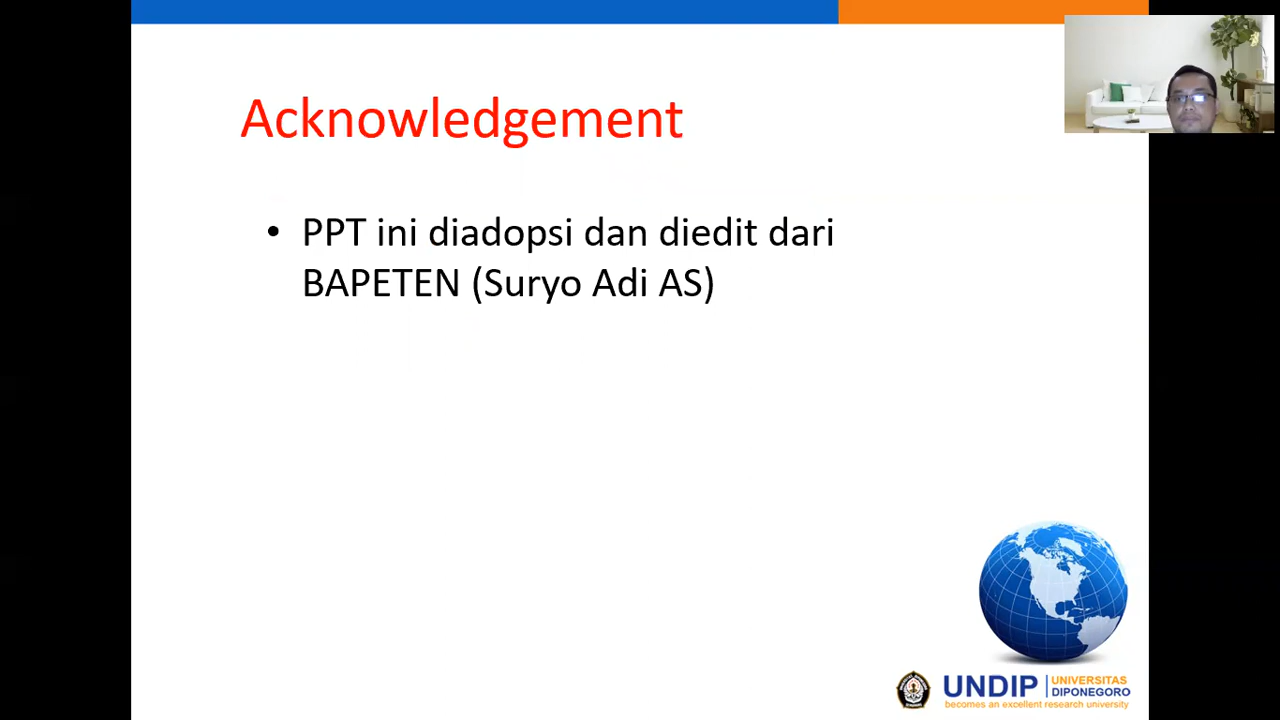 Acknowledgement
• PPT ini diadopsi dan diedit dari
BAPETEN (Suryo Adi AS)
UNDIP
UNIVERSITAS
DIPONEGORO
becomes an excellent research university